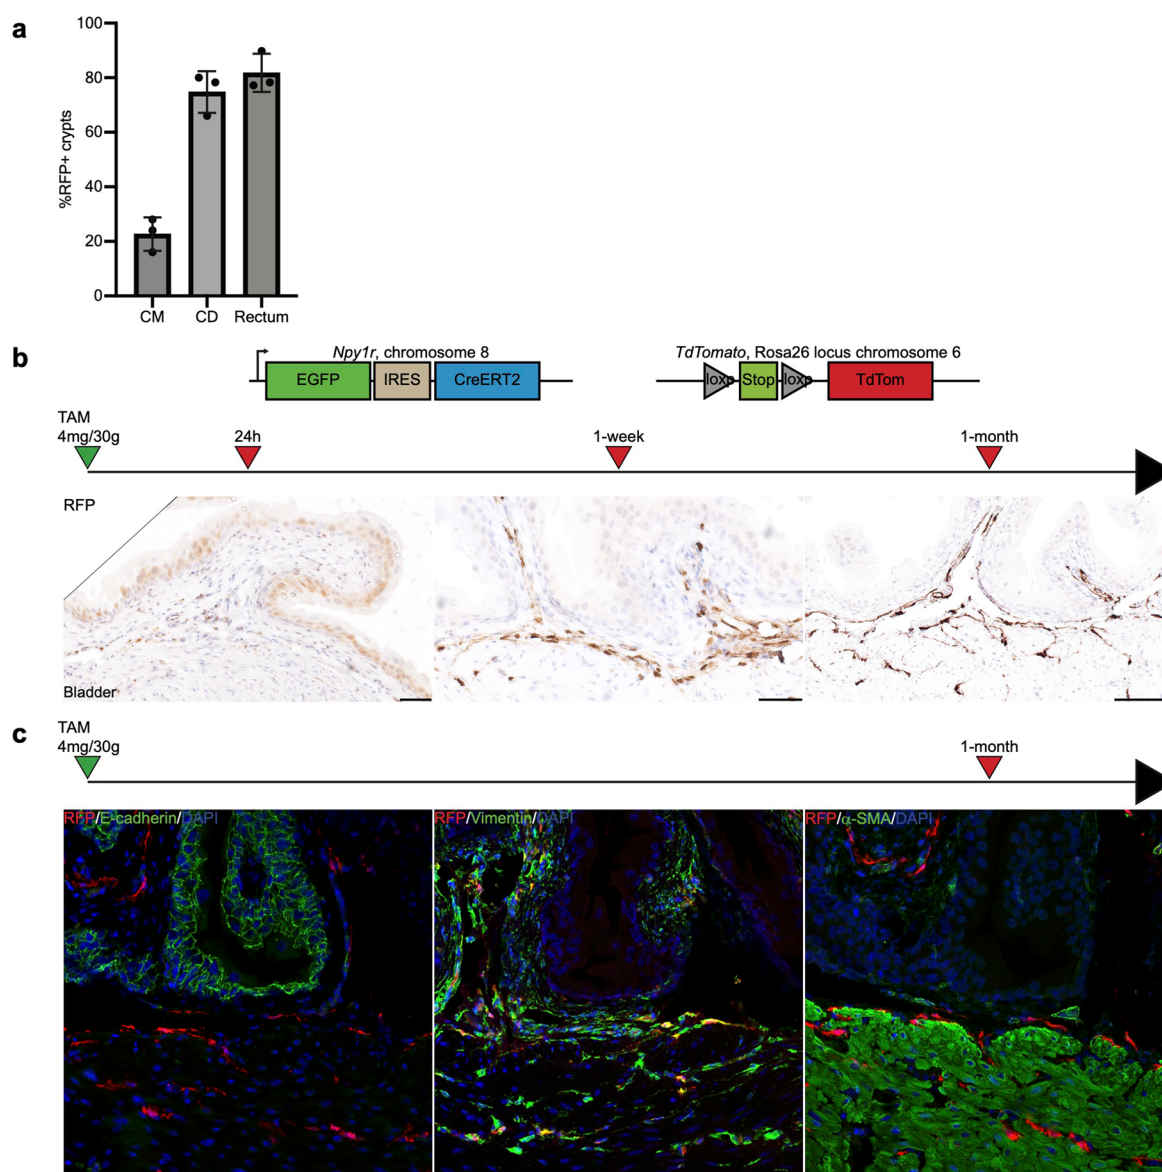 a
100
80
60
40
20
0
%RFP+ crypts
CM CD Rectum
b
Npy1r, chromosome 8
EGFP IRES CreERT2
TdTomato, Rosa26 locus chromosome 6
loxp Stop loxp TdTom
TAM
4mg/30g 24h 1-week 1-month
RFP
Bladder
c
TAM
4mg/30g 1-month
RFP/E-cadherin/DAPI
RFP/Vimentin/DAPI
RFP/α-SMA/DAPI